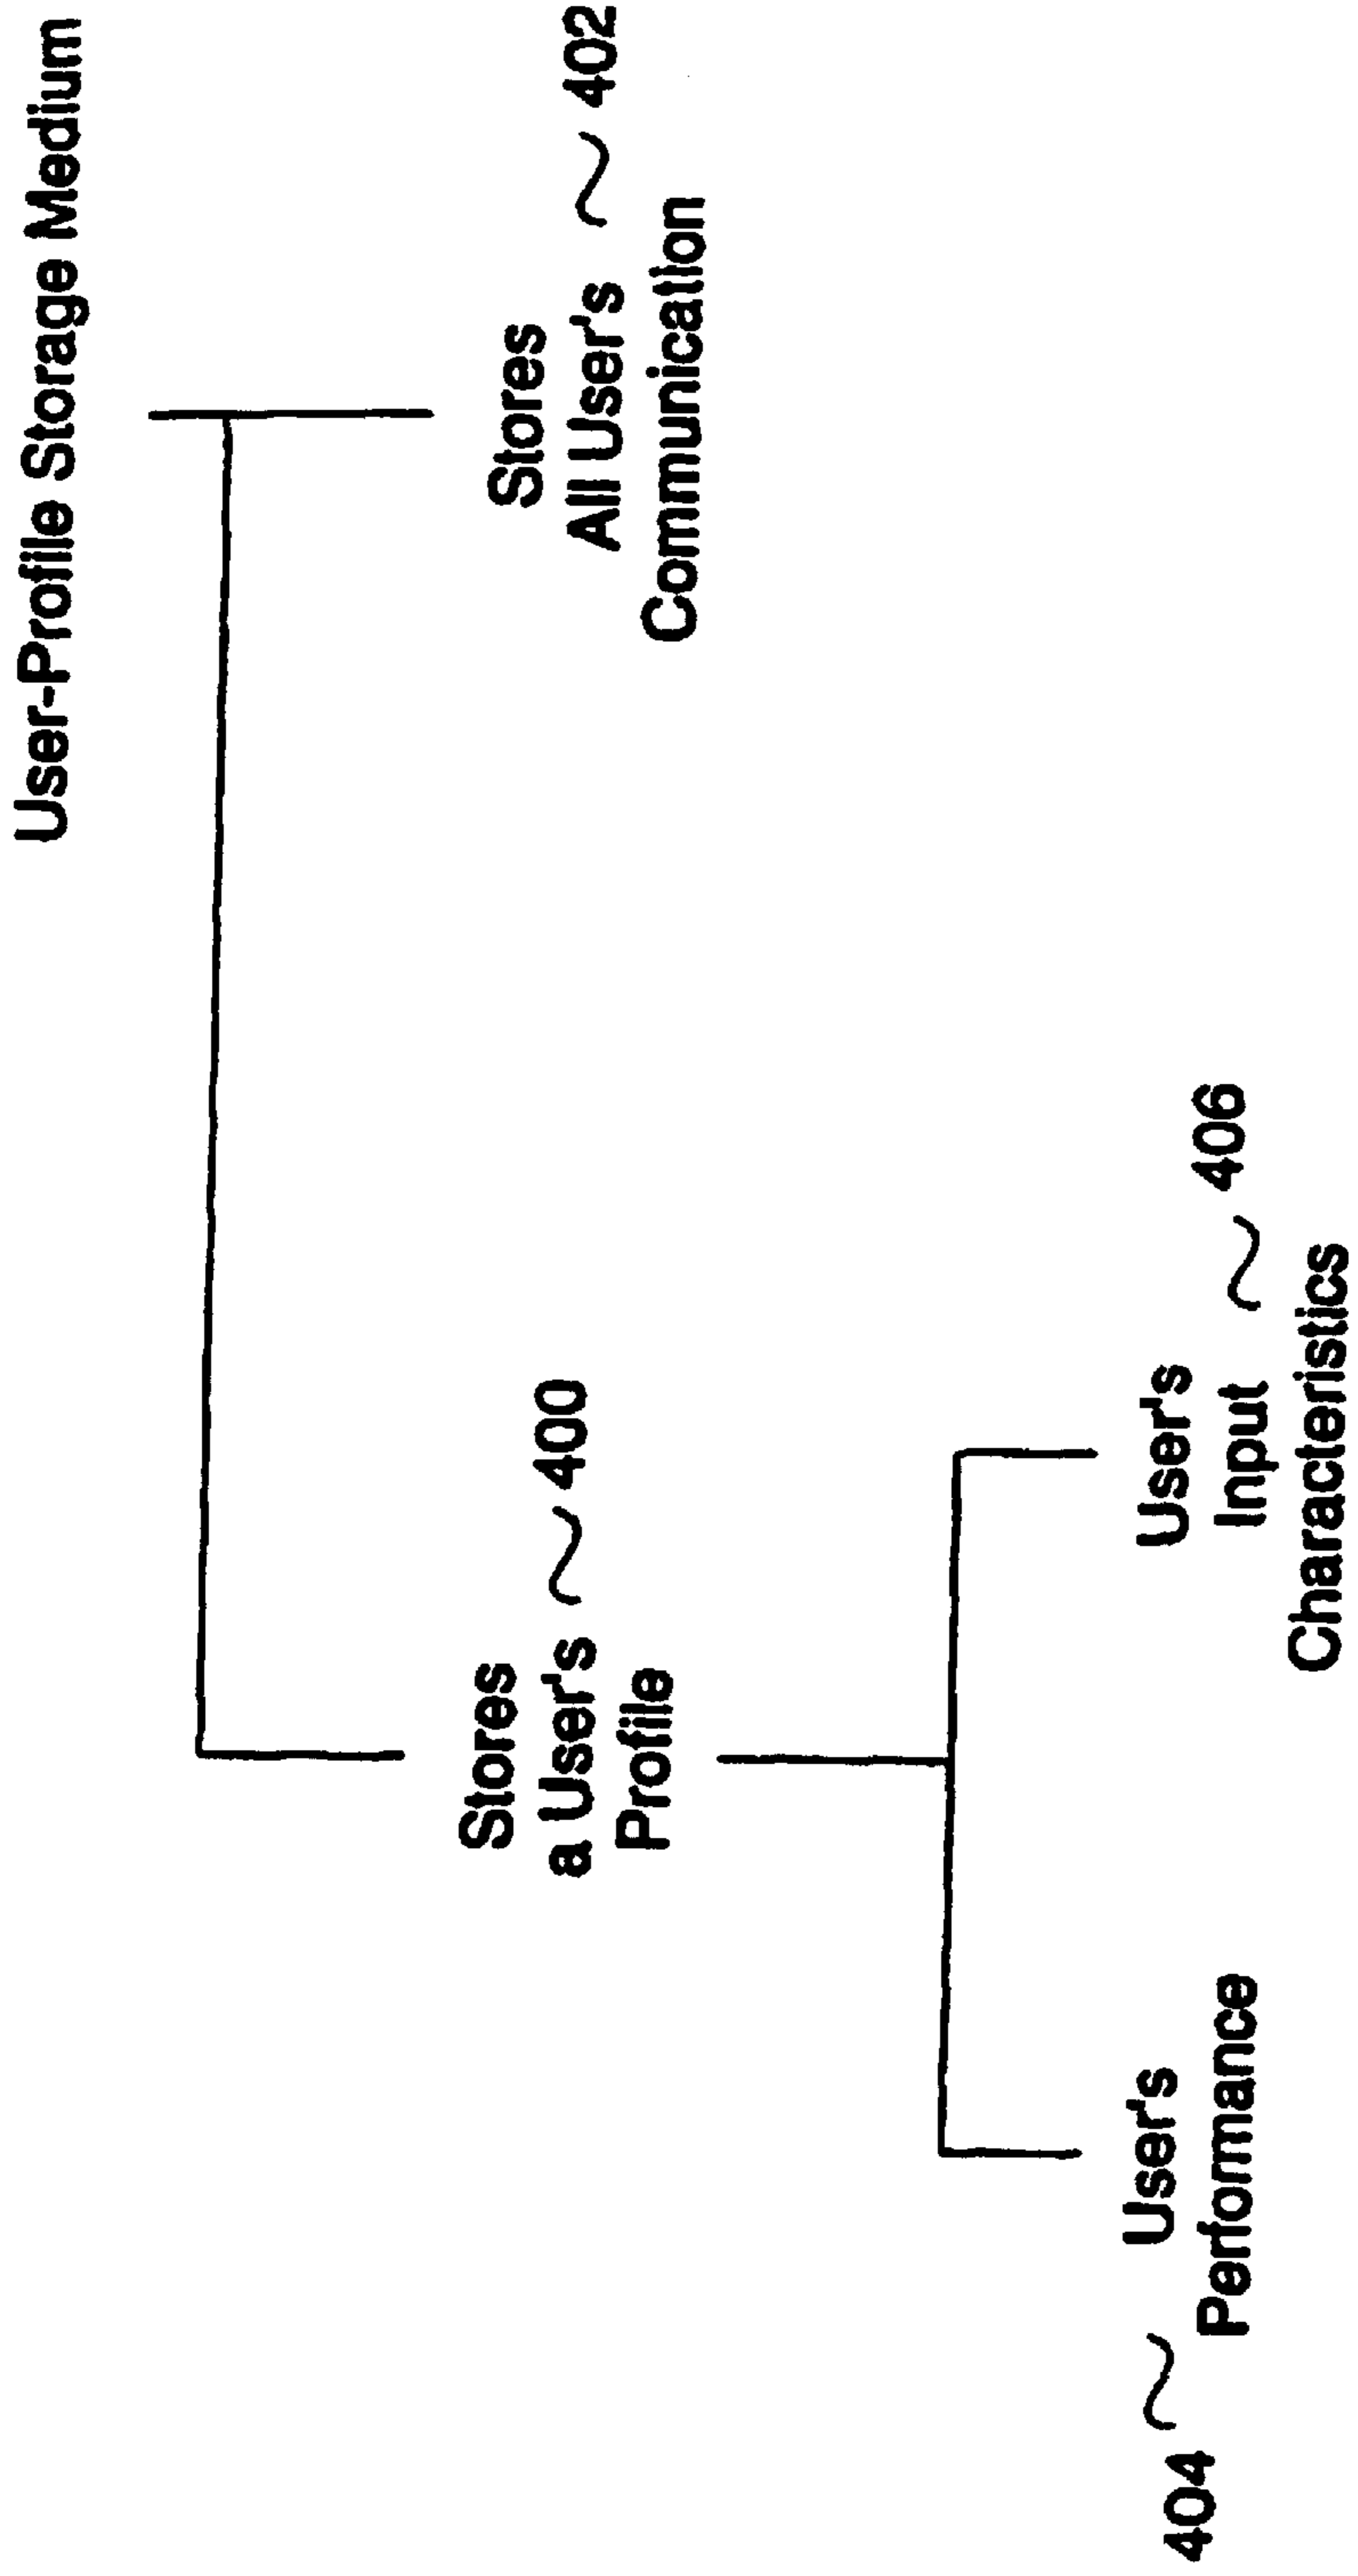 User-Profile Storage Medium
Stores
a User's ~ 400
Profile
Stores
All User's ~ 402
Communication
404 ~ User's
Performance
User's
Input ~ 406
Characteristics